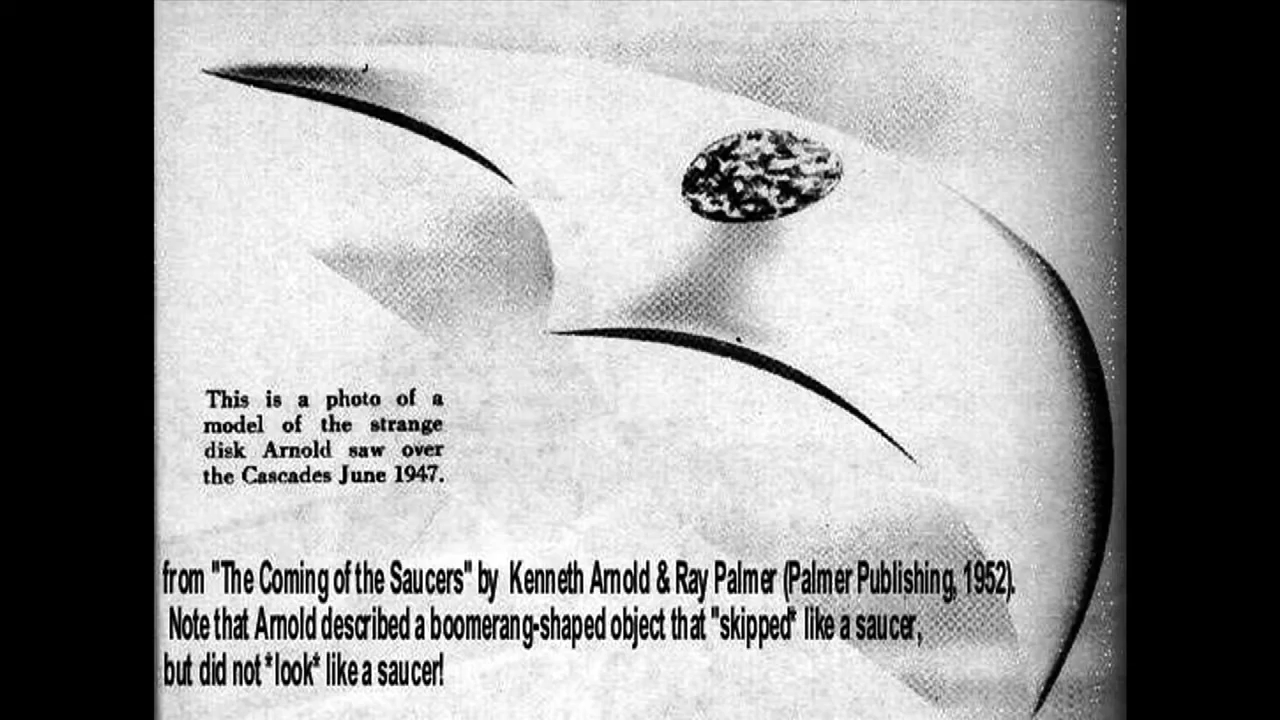 This is a photo of a
model of the strange
disk Arnold saw over
the Cascades June 1947.
from "The Coming of the Saucers" by Kenneth Arnold & Ray Palmer (Palmer Publishing, 1952).
Note that Arnold described a boomerang-shaped object that "skipped* like a saucer,
but did not *look* like a saucer!